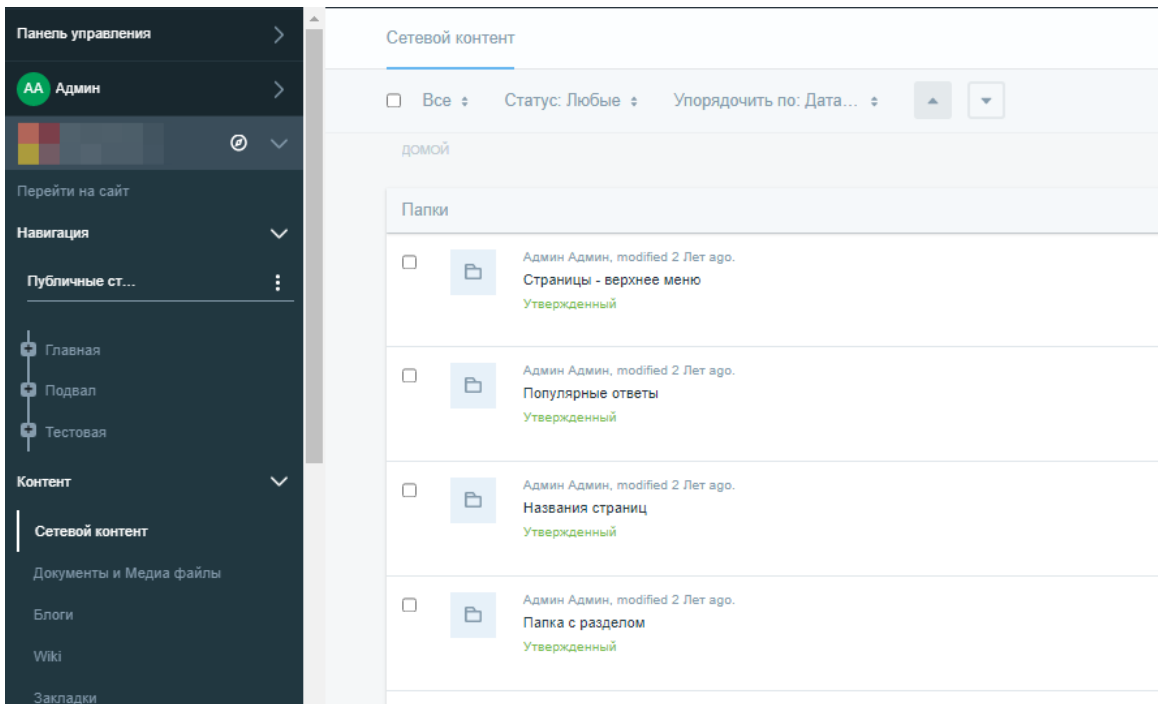 Панель управления
АА Админ
Перейти на сайт
Навигация
Публичные ст...
Главная
Подвал
Тестовая
Контент
Сетевой контент
Документы и Медиа файлы
Блоги
Wiki
Закладки
Сетевой контент
Все Статус: Любые Упорядочить по: Дата...
домой
Папки
Админ Админ, modified 2 Лет ago.
Страницы - верхнее меню
Утвержденный
Админ Админ, modified 2 Лет ago.
Популярные ответы
Утвержденный
Админ Админ, modified 2 Лет ago.
Названия страниц
Утвержденный
Админ Админ, modified 2 Лет ago.
Папка с разделом
Утвержденный